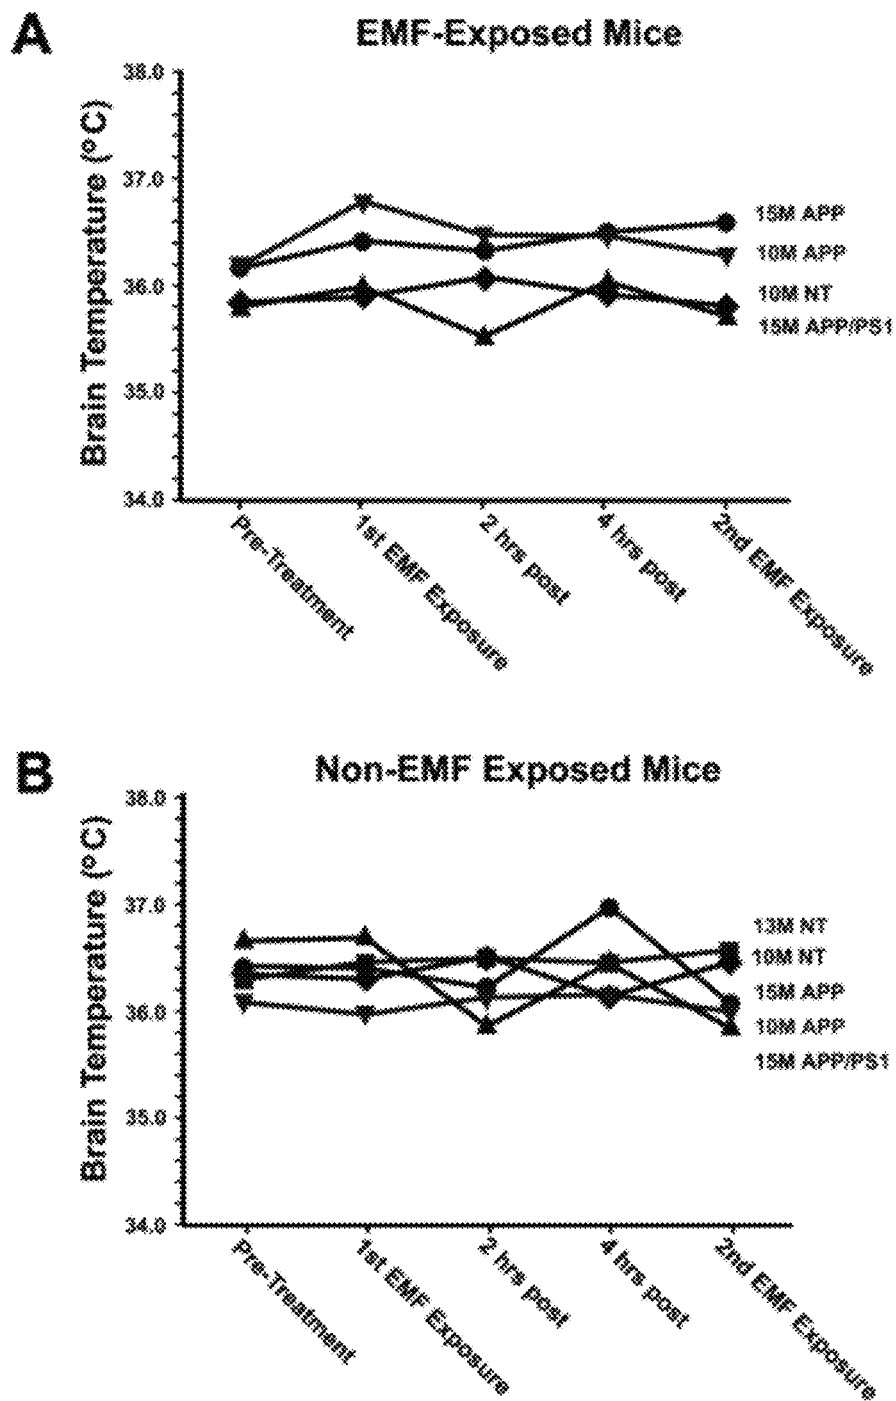 A
EMF-Exposed Mice
Brain Temperature (ºC)
38.0
37.0
36.0
35.0
34.0
15M APP
10M APP
10M NT
15M APP/PS1
Pre-Treatment
1st EMF Exposure
2 hrs post
4 hrs post
2nd EMF Exposure
B
Non-EMF Exposed Mice
Brain Temperature (ºC)
38.0
37.0
36.0
35.0
34.0
13M NT
10M NT
15M APP
10M APP
15M APP/PS1
Pre-Treatment
1st EMF Exposure
2 hrs post
4 hrs post
2nd EMF Exposure